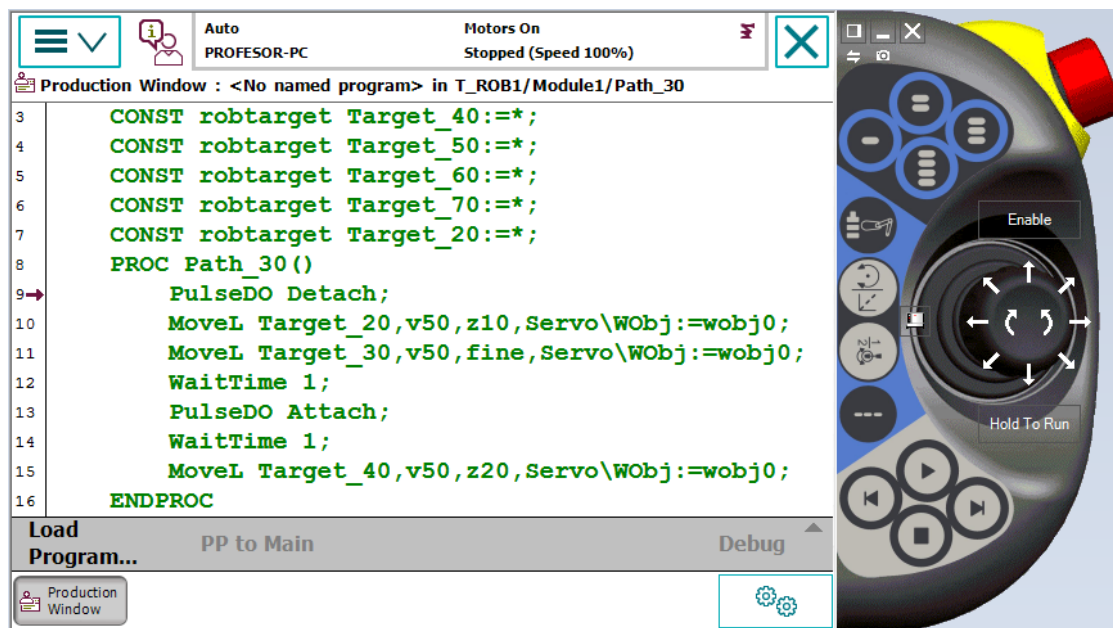 Auto
PROFESOR-PC
Motors On
Stopped (Speed 100%)
Production Window : <No named program> in T_ROB1/Module1/Path_30
3 CONST robtarget Target_40:=*;
4 CONST robtarget Target_50:=*;
5 CONST robtarget Target_60:=*;
6 CONST robtarget Target_70:=*;
7 CONST robtarget Target_20:=*;
8 PROC Path_30()
9 PulseDO Detach;
10 MoveL Target_20,v50,z10,Servo\WObj:=wobj0;
11 MoveL Target_30,v50,fine,Servo\WObj:=wobj0;
12 WaitTime 1;
13 PulseDO Attach;
14 WaitTime 1;
15 MoveL Target_40,v50,z20,Servo\WObj:=wobj0;
16 ENDPROC
Load
Program...
PP to Main
Debug
Production
Window
Enable
Hold To Run